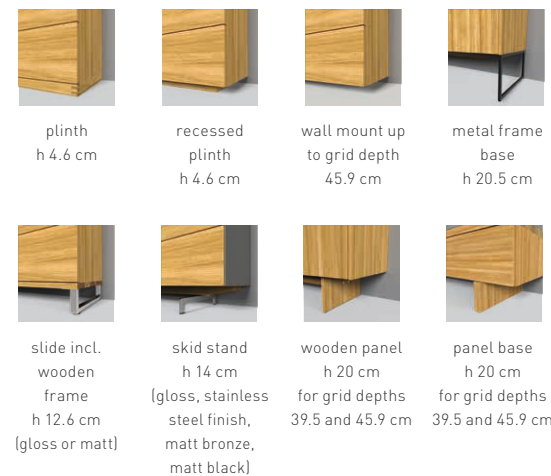 plinth
h 4.6 cm
recessed
plinth
h 4.6 cm
wall mount up
to grid depth
45.9 cm
metal frame
base
h 20.5 cm
slide incl.
wooden
frame
h 12.6 cm
(gloss or matt)
skid stand
h 14 cm
(gloss, stainless
steel finish,
matt bronze,
matt black)
wooden panel
h 20 cm
for grid depths
39.5 and 45.9 cm
panel base
h 20 cm
for grid depths
39.5 and 45.9 cm